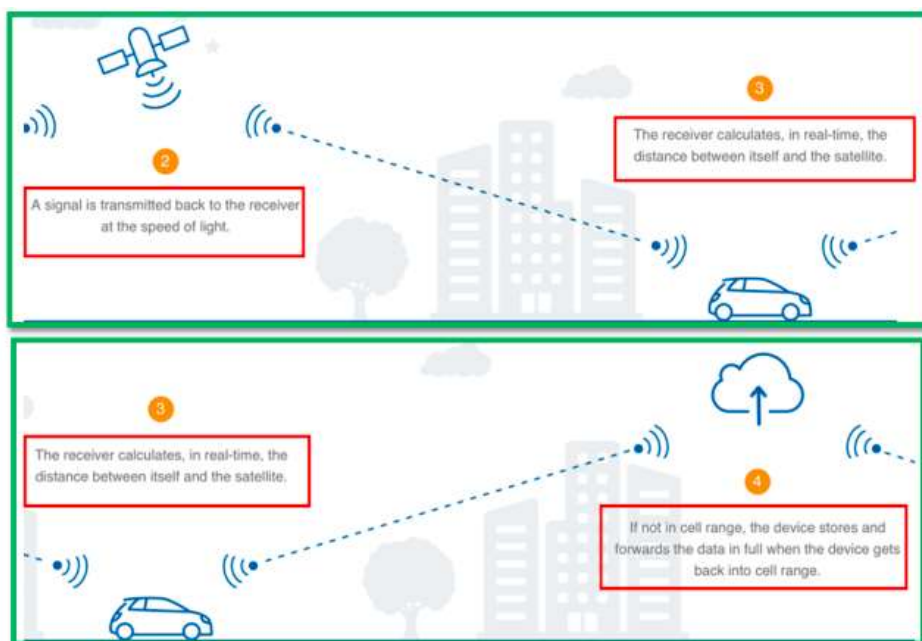 3
The receiver calculates, in real-time, the
distance between itself and the satellite.
2
A signal is transmitted back to the receiver
at the speed of light.
3
The receiver calculates, in real-time, the
distance between itself and the satellite.
4
If not in cell range, the device stores and
forwards the data in full when the device gets
back into cell range.